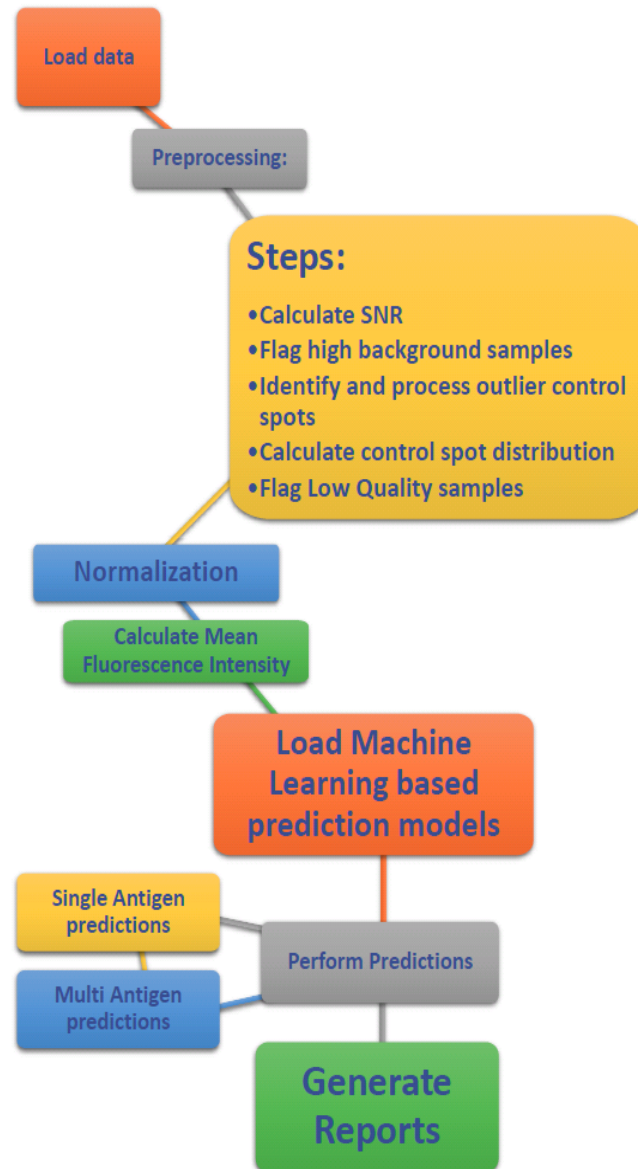 Load data
Preprocessing:
Steps:
•Calculate SNR
•Flag high background samples
•Identify and process outlier control
spots
•Calculate control spot distribution
•Flag Low Quality samples
Normalization
Calculate Mean
Fluorescence Intensity
Load Machine
Learning based
prediction models
Single Antigen
predictions
Perform Predictions
Multi Antigen
predictions
Generate
Reports